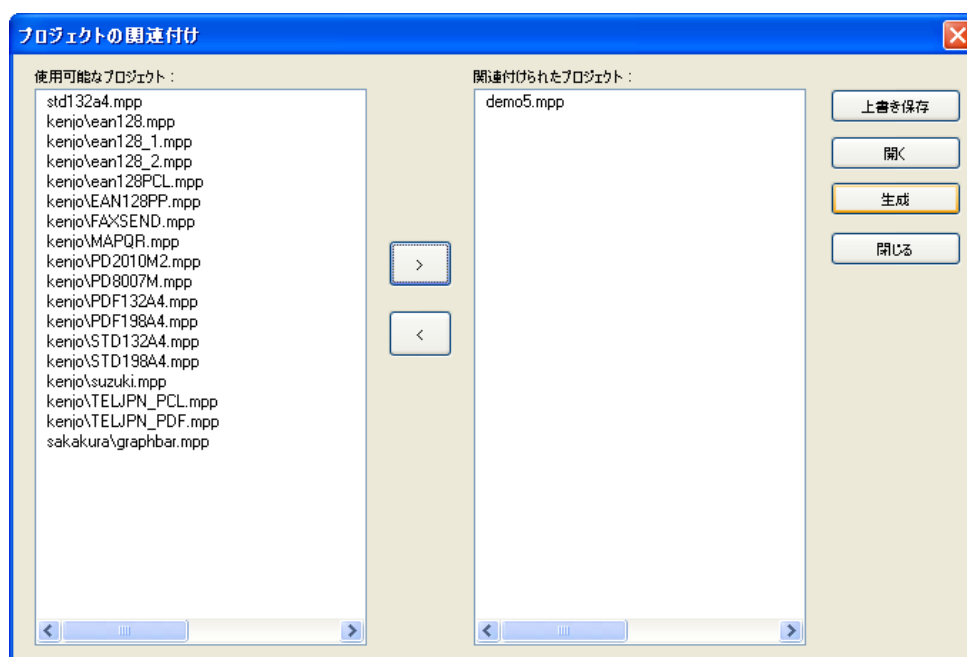 プロジェクトの関連付け
使用可能なプロジェクト：
std132a4.mpp
kenjo\ean128.mpp
kenjo\ean128_1.mpp
kenjo\ean128_2.mpp
kenjo\ean128PCL.mpp
kenjo\EAN128PP.mpp
kenjo\FAXSEND.mpp
kenjo\MAPQR.mpp
kenjo\PD2010M2.mpp
kenjo\PD8007M.mpp
kenjo\PDF132A4.mpp
kenjo\PDF198A4.mpp
kenjo\STD132A4.mpp
kenjo\STD198A4.mpp
kenjo\suzuki.mpp
kenjo\TELJPN_PCL.mpp
kenjo\TELJPN_PDF.mpp
sakakura\graphbar.mpp
>
<
関連付けられたプロジェクト：
demo5.mpp
上書き保存
開く
生成
閉じる